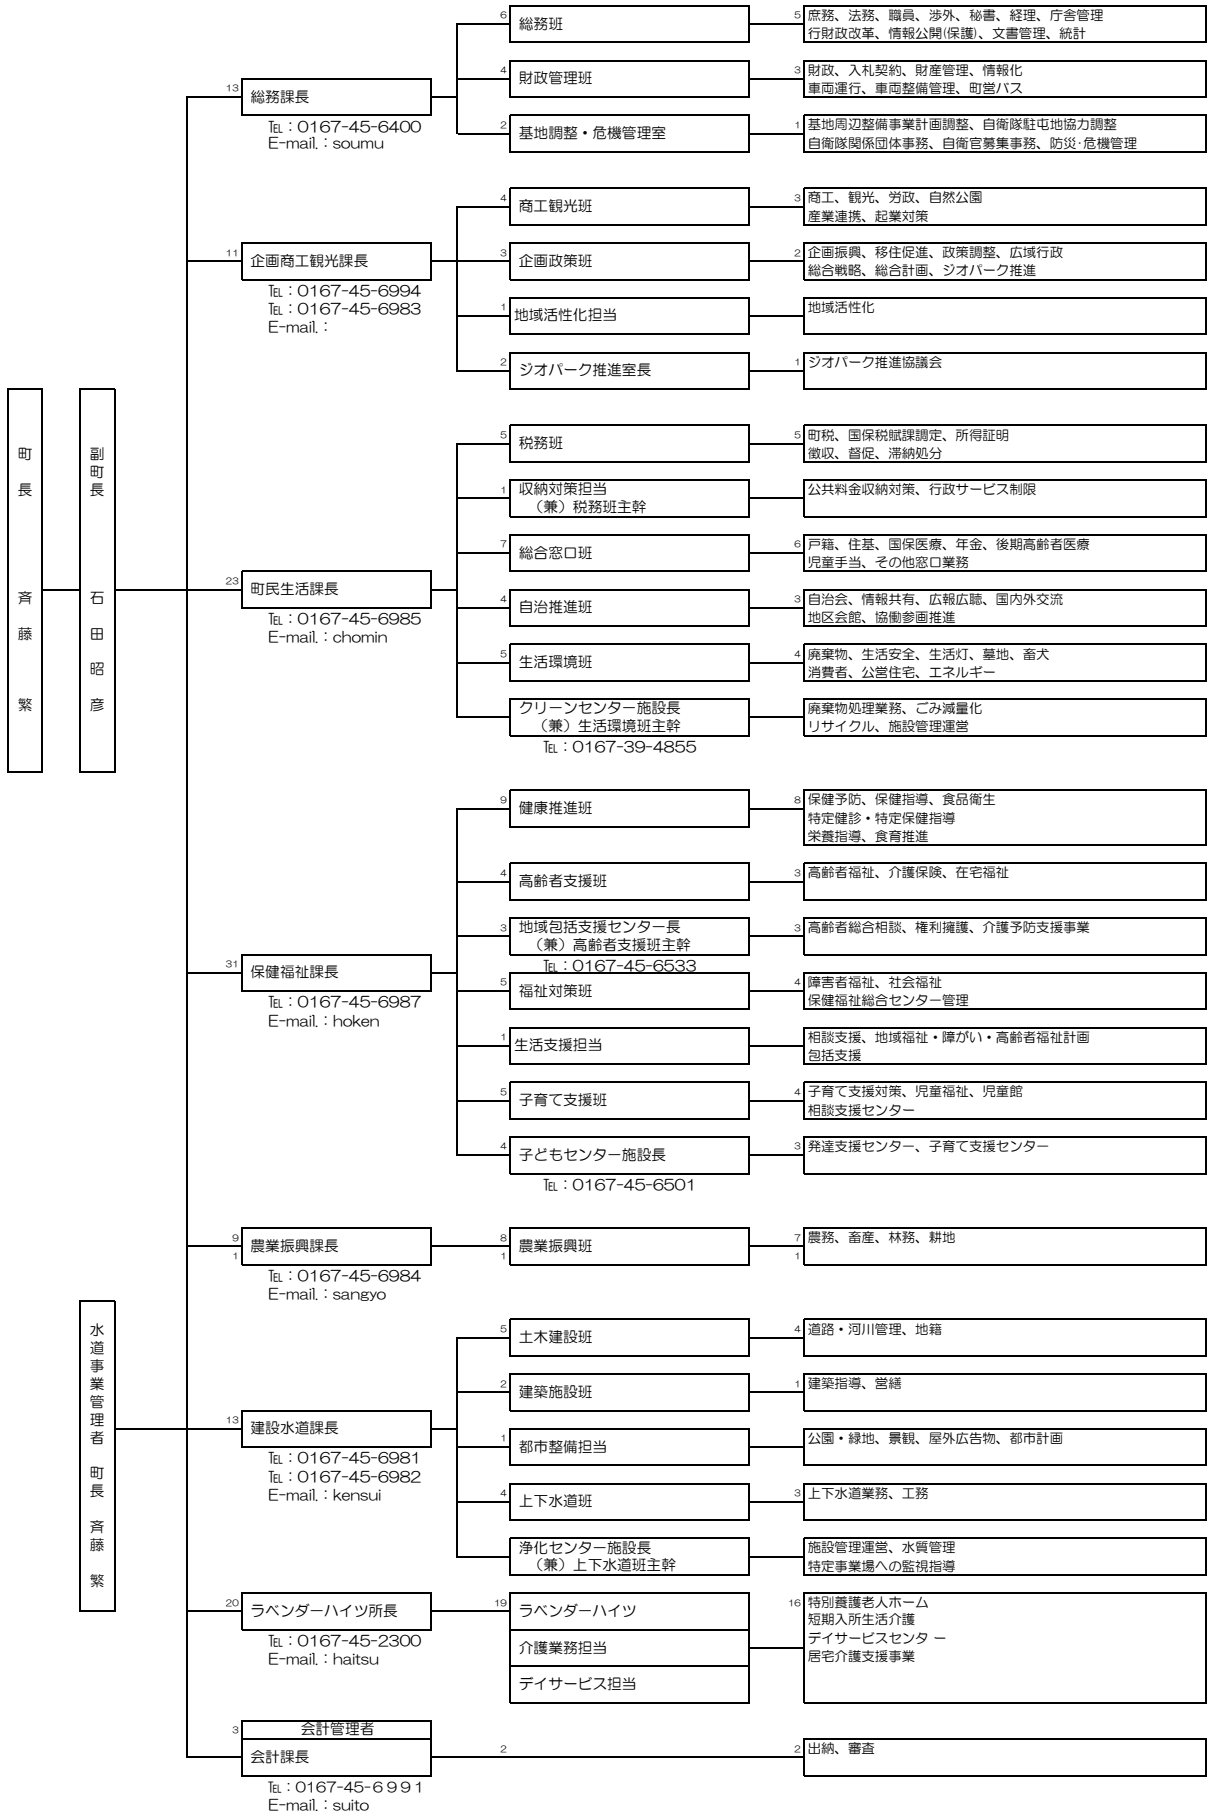 町長 斉藤 繁
副町長 石田昭彦
13 総務課長
℡：0167-45-6400
E-mail.：soumu
6 総務班
5 庶務、法務、職員、渉外、秘書、経理、庁舎管理
行財政改革、情報公開(保護)、文書管理、統計
4 財政管理班
3 財政、入札契約、財産管理、情報化
車両運行、車両整備管理、町営バス
2 基地調整・危機管理室
1 基地周辺整備事業計画調整、自衛隊駐屯地協力調整
自衛隊関係団体事務、自衛官募集事務、防災・危機管理
11 企画商工観光課長
℡：0167-45-6994
℡：0167-45-6983
E-mail.：
4 商工観光班
3 商工、観光、労政、自然公園
産業連携、起業対策
3 企画政策班
2 企画振興、移住促進、政策調整、広域行政
総合戦略、総合計画、ジオパーク推進
1 地域活性化担当
地域活性化
2 ジオパーク推進室長
1 ジオパーク推進協議会
23 町民生活課長
℡：0167-45-6985
E-mail.：chomin
5 税務班
5 町税、国保税賦課調定、所得証明
徴収、督促、滞納処分
1 収納対策担当
（兼）税務班主幹
公共料金収納対策、行政サービス制限
7 総合窓口班
6 戸籍、住基、国保医療、年金、後期高齢者医療
児童手当、その他窓口業務
4 自治推進班
3 自治会、情報共有、広報広聴、国内外交流
地区会館、協働参画推進
5 生活環境班
4 廃棄物、生活安全、生活灯、墓地、畜犬
消費者、公営住宅、エネルギー
クリーンセンター施設長
（兼）生活環境班主幹
℡：0167-39-4855
廃棄物処理業務、ごみ減量化
リサイクル、施設管理運営
31 保健福祉課長
℡：0167-45-6987
E-mail.：hoken
9 健康推進班
8 保健予防、保健指導、食品衛生
特定健診・特定保健指導
栄養指導、食育推進
4 高齢者支援班
3 高齢者福祉、介護保険、在宅福祉
3 地域包括支援センター長
（兼）高齢者支援班主幹
℡：0167-45-6533
3 高齢者総合相談、権利擁護、介護予防支援事業
5 福祉対策班
4 障害者福祉、社会福祉
保健福祉総合センター管理
1 生活支援担当
相談支援、地域福祉・障がい・高齢者福祉計画
包括支援
5 子育て支援班
4 子育て支援対策、児童福祉、児童館
相談支援センター
4 子どもセンター施設長
℡：0167-45-6501
3 発達支援センター、子育て支援センター
9 農業振興課長
1
℡：0167-45-6984
E-mail.：sangyo
8 農業振興班
1
7 農務、畜産、林務、耕地
1
水道事業管理者 町長 斉藤 繁
13 建設水道課長
℡：0167-45-6981
℡：0167-45-6982
E-mail.：kensui
5 土木建設班
4 道路・河川管理、地籍
2 建築施設班
1 建築指導、営繕
1 都市整備担当
公園・緑地、景観、屋外広告物、都市計画
4 上下水道班
3 上下水道業務、工務
浄化センター施設長
（兼）上下水道班主幹
施設管理運営、水質管理
特定事業場への監視指導
20 ラベンダーハイツ所長
℡：0167-45-2300
E-mail.：haitsu
19 ラベンダーハイツ
介護業務担当
デイサービス担当
16 特別養護老人ホーム
短期入所生活介護
デイサービスセンタ ー
居宅介護支援事業
3 会計管理者
会計課長
℡：0167-45-6９９1
E-mail.：suito
2
2 出納、審査